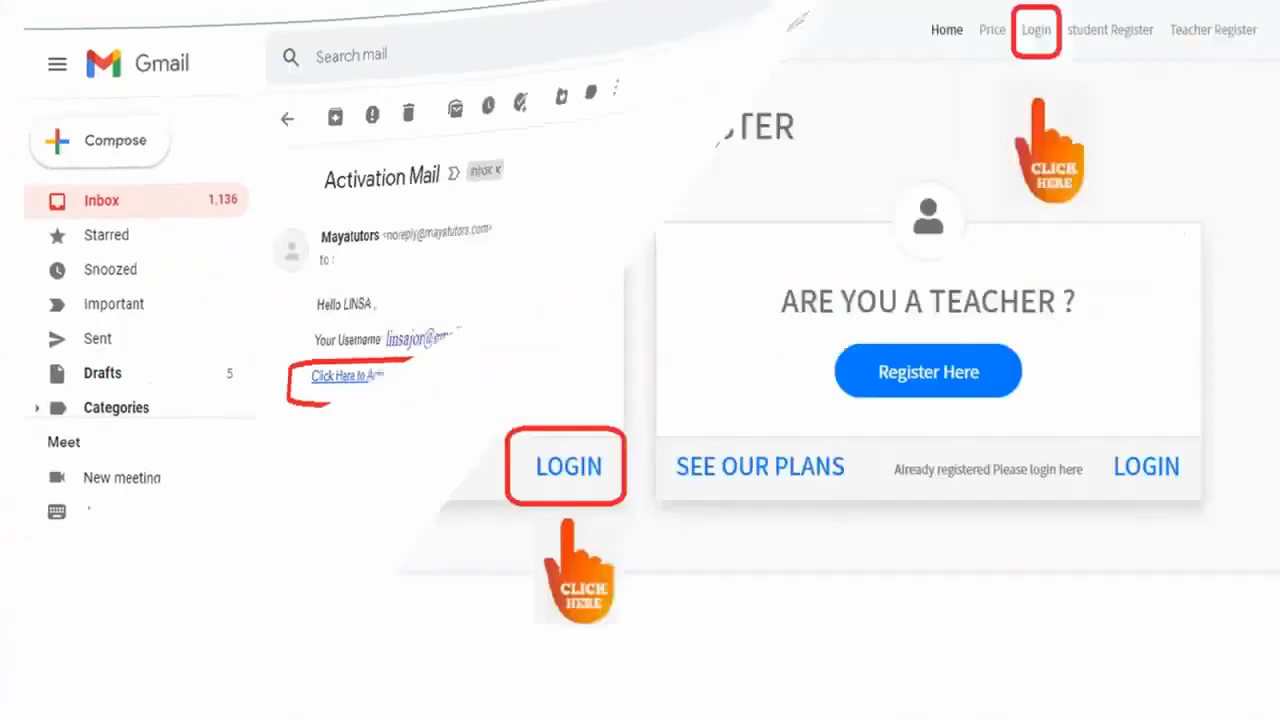 Gmail
Search mail
Compose
Inbox 1,136
Starred
Snoozed
Important
Sent
Drafts 5
Categories
Meet
New meeting
Activation Mail Inbox x
Mayatutors <noreply@mayatutors.com>
to :
Hello LINSA ,
Your Username
Click Here to
LOGIN
CLICK
HERE
Home Price Login student Register Teacher Register
TER
CLICK
HERE
ARE YOU A TEACHER ?
Register Here
SEE OUR PLANS Already registered Please login here LOGIN